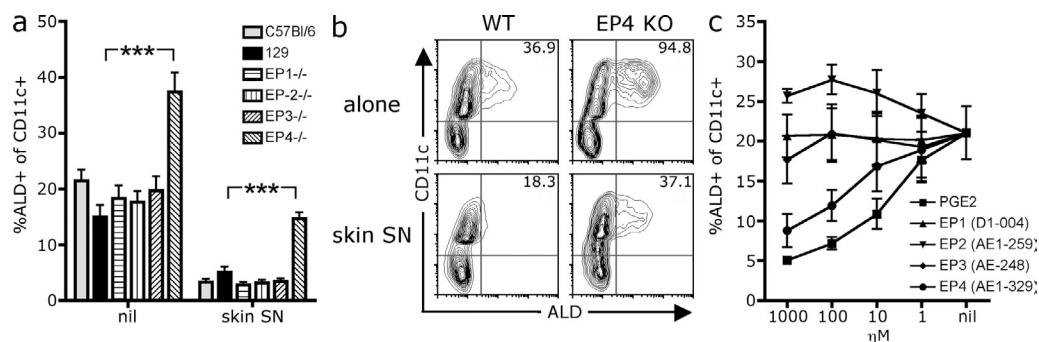 a
%ALD+ of CD11c+
50
40
30
20
10
0
***
***
C57Bl/6
129
EP1-/-
EP-2-/-
EP3-/-
EP4-/-
nil
skin SN
b
WT
EP4 KO
alone
skin SN
36.9
94.8
18.3
37.1
CD11c
ALD
c
%ALD+ of CD11c+
30
25
20
15
10
5
0
PGE2
EP1 (D1-004)
EP2 (AE1-259)
EP3 (AE-248)
EP4 (AE1-329)
1000
100
10
1
nil
ηM